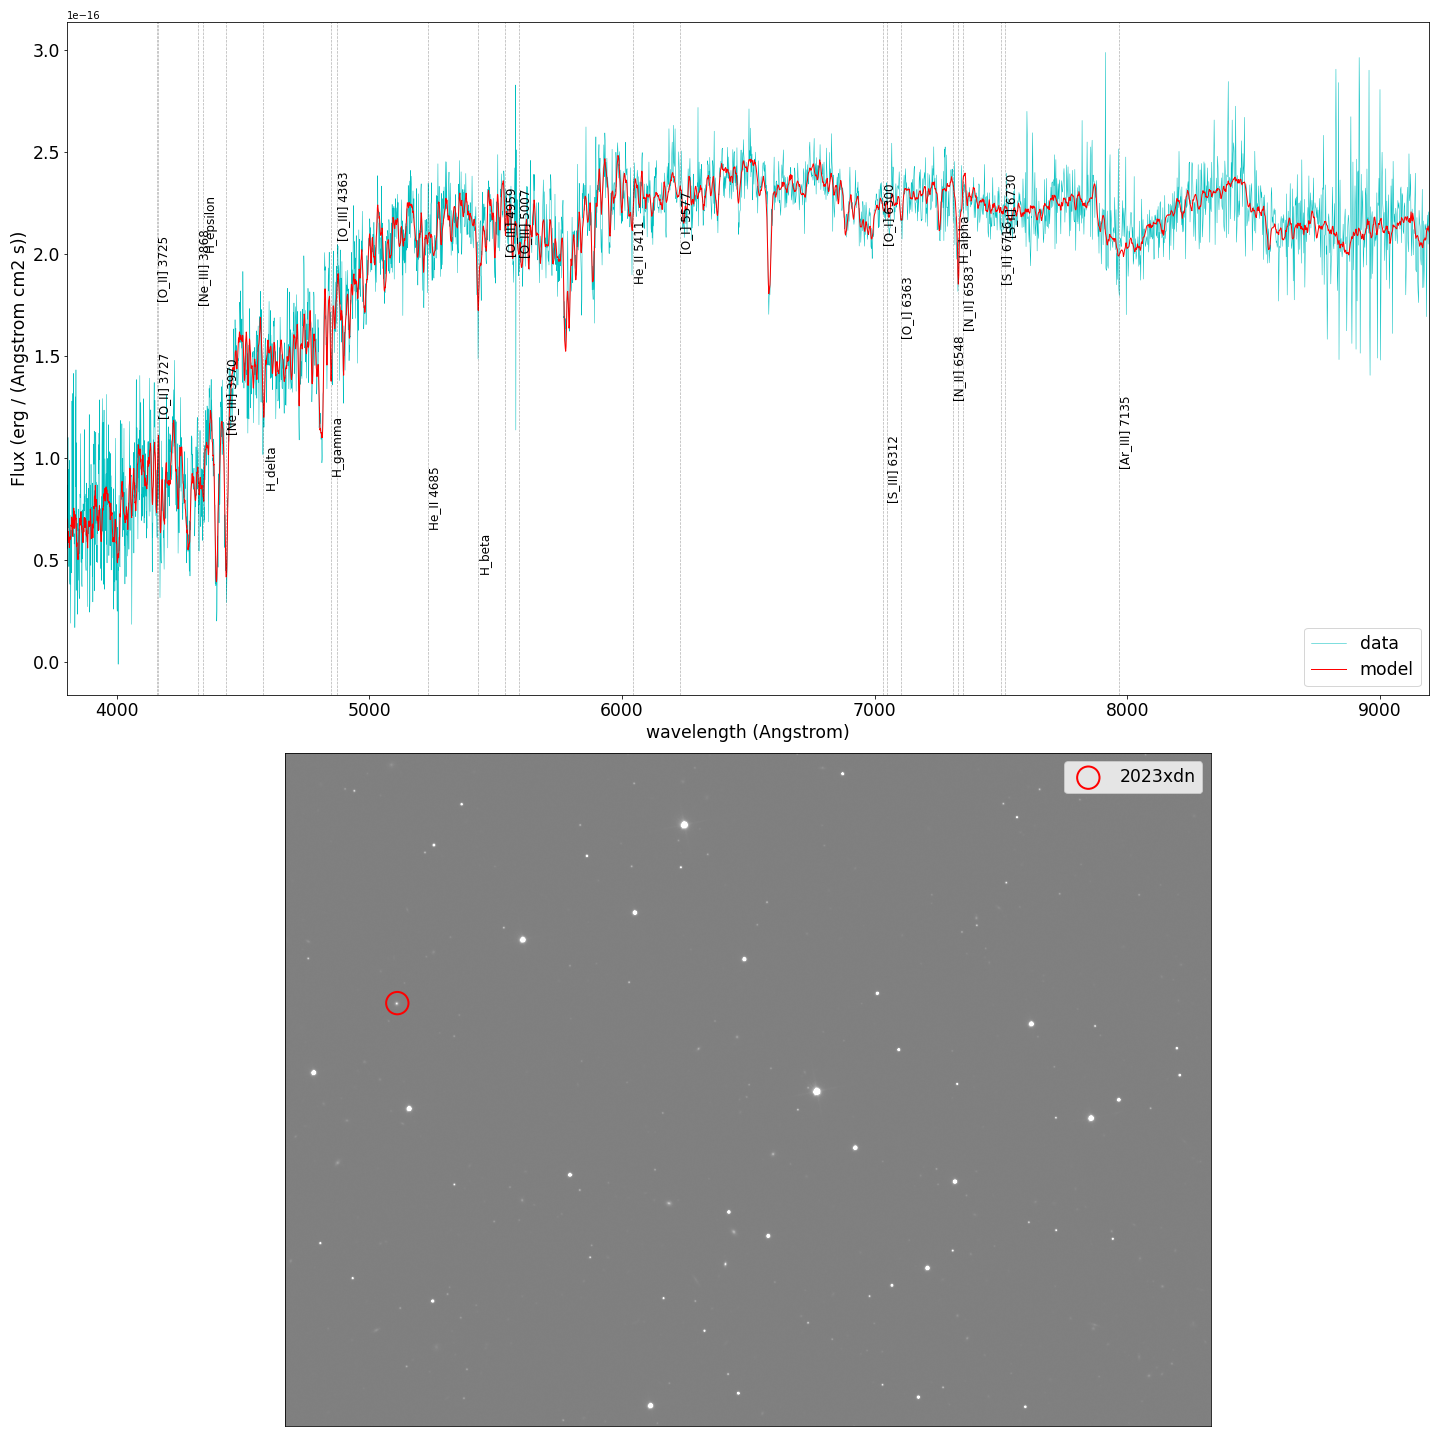 1e−16
Flux (erg / (Angstrom cm2 s))
3.0
2.5
2.0
1.5
1.0
0.5
0.0
[O_II] 3725
[O_II] 3727
[Ne_III] 3868
H_epsilon
[Ne_III] 3970
H_delta
H_gamma
[O_III] 4363
He_II 4685
H_beta
[O_III] 4959
[O_III] 5007
He_II 5411
[O_I] 5577
[O_I] 6300
[S_III] 6312
[O_I] 6363
[N_II] 6548
H_alpha
[N_II] 6583
[S_II] 6716
[S_II] 6730
[Ar_III] 7135
data
model
4000
5000
6000
7000
8000
9000
wavelength (Angstrom)
2023xdn